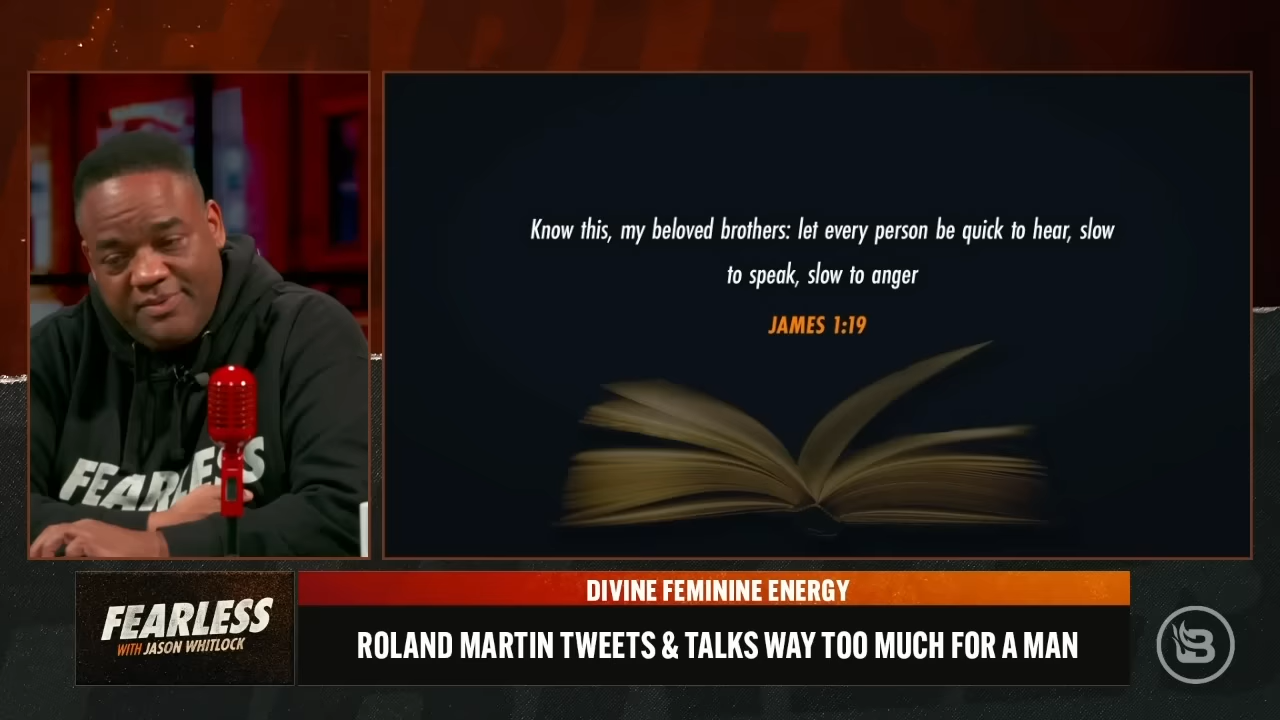 FEARLESS
Know this, my beloved brothers: let every person be quick to hear, slow
to speak, slow to anger
JAMES 1:19
FEARLESS
DIVINE FEMININE ENERGY
FEARLESS
WITH JASON WHITLOCK
ROLAND MARTIN TWEETS & TALKS WAY TOO MUCH FOR A MAN
B